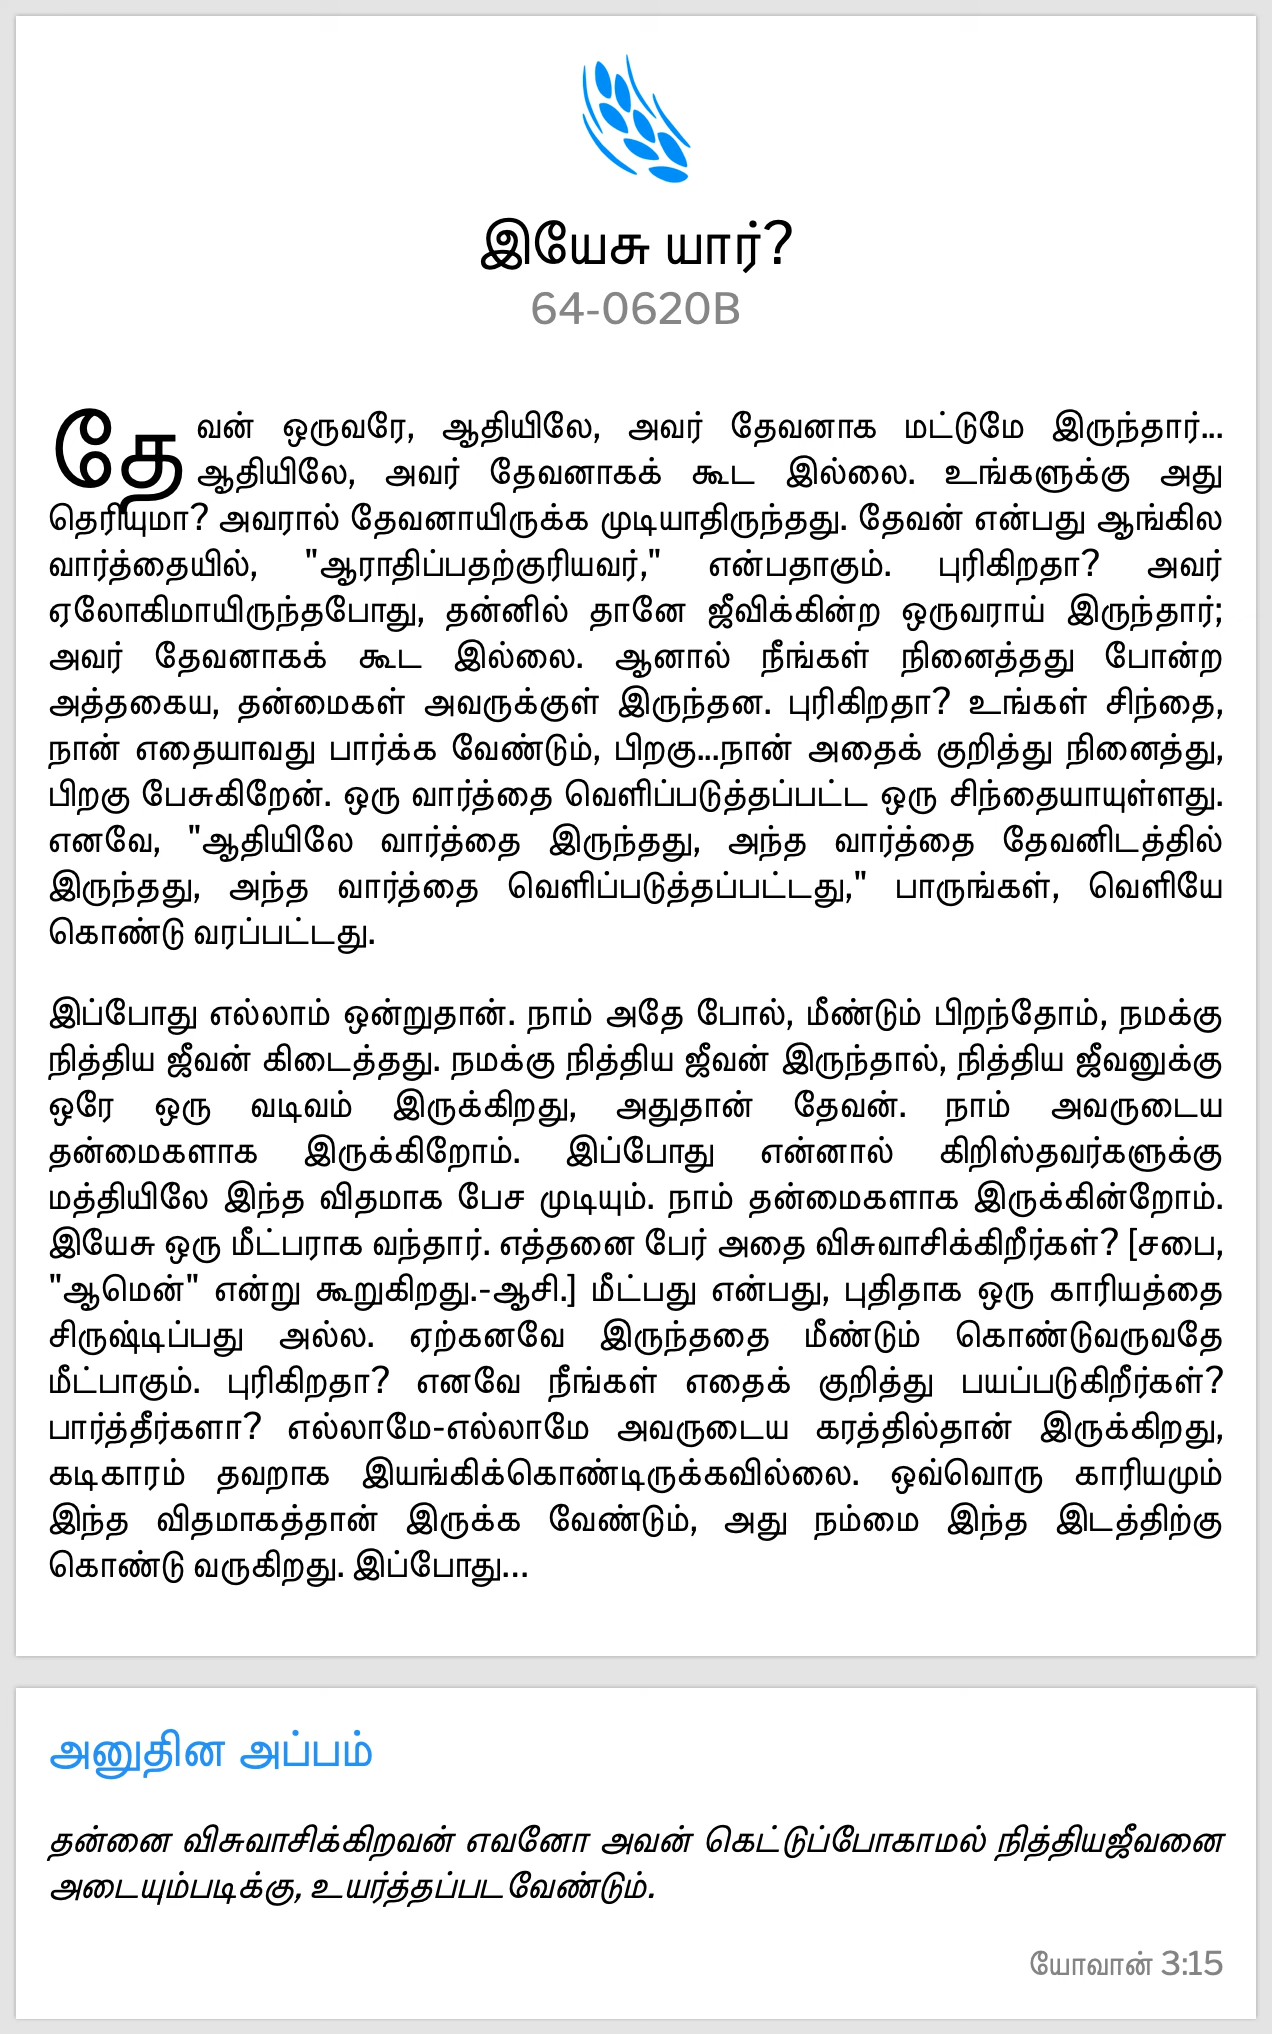 இயேசு யார்?
64-0620B
தேவன் ஒருவரே, ஆதியிலே, அவர் தேவனாக மட்டுமே இருந்தார்...
ஆதியிலே, அவர் தேவனாகக் கூட இல்லை. உங்களுக்கு அது
தெரியுமா? அவரால் தேவனாயிருக்க முடியாதிருந்தது. தேவன் என்பது ஆங்கில
வார்த்தையில், "ஆராதிப்பதற்குரியவர்," என்பதாகும். புரிகிறதா? அவர்
ஏலோகிமாயிருந்தபோது, தன்னில் தானே ஜீவிக்கின்ற ஒருவராய் இருந்தார்;
அவர் தேவனாகக் கூட இல்லை. ஆனால் நீங்கள் நினைத்தது போன்ற
அத்தகைய, தன்மைகள் அவருக்குள் இருந்தன. புரிகிறதா? உங்கள் சிந்தை,
நான் எதையாவது பார்க்க வேண்டும், பிறகு...நான் அதைக் குறித்து நினைத்து,
பிறகு பேசுகிறேன். ஒரு வார்த்தை வெளிப்படுத்தப்பட்ட ஒரு சிந்தையாயுள்ளது.
எனவே, "ஆதியிலே வார்த்தை இருந்தது, அந்த வார்த்தை தேவனிடத்தில்
இருந்தது, அந்த வார்த்தை வெளிப்படுத்தப்பட்டது," பாருங்கள், வெளியே
கொண்டு வரப்பட்டது.
இப்போது எல்லாம் ஒன்றுதான். நாம் அதே போல், மீண்டும் பிறந்தோம், நமக்கு
நித்திய ஜீவன் கிடைத்தது. நமக்கு நித்திய ஜீவன் இருந்தால், நித்திய ஜீவனுக்கு
ஒரே ஒரு வடிவம் இருக்கிறது, அதுதான் தேவன். நாம் அவருடைய
தன்மைகளாக இருக்கிறோம். இப்போது என்னால் கிறிஸ்தவர்களுக்கு
மத்தியிலே இந்த விதமாக பேச முடியும். நாம் தன்மைகளாக இருக்கின்றோம்.
இயேசு ஒரு மீட்பராக வந்தார். எத்தனை பேர் அதை விசுவாசிக்கிறீர்கள்? [சபை,
"ஆமென்" என்று கூறுகிறது.-ஆசி.] மீட்பது என்பது, புதிதாக ஒரு காரியத்தை
சிருஷ்டிப்பது அல்ல. ஏற்கனவே இருந்ததை மீண்டும் கொண்டுவருவதே
மீட்பாகும். புரிகிறதா? எனவே நீங்கள் எதைக் குறித்து பயப்படுகிறீர்கள்?
பார்த்தீர்களா? எல்லாமே-எல்லாமே அவருடைய கரத்தில்தான் இருக்கிறது,
கடிகாரம் தவறாக இயங்கிக்கொண்டிருக்கவில்லை. ஒவ்வொரு காரியமும்
இந்த விதமாகத்தான் இருக்க வேண்டும், அது நம்மை இந்த இடத்திற்கு
கொண்டு வருகிறது. இப்போது...
அனுதின அப்பம்
தன்னை விசுவாசிக்கிறவன் எவனோ அவன் கெட்டுப்போகாமல் நித்தியஜீவனை
அடையும்படிக்கு, உயர்த்தப்படவேண்டும்.
யோவான் 3:15